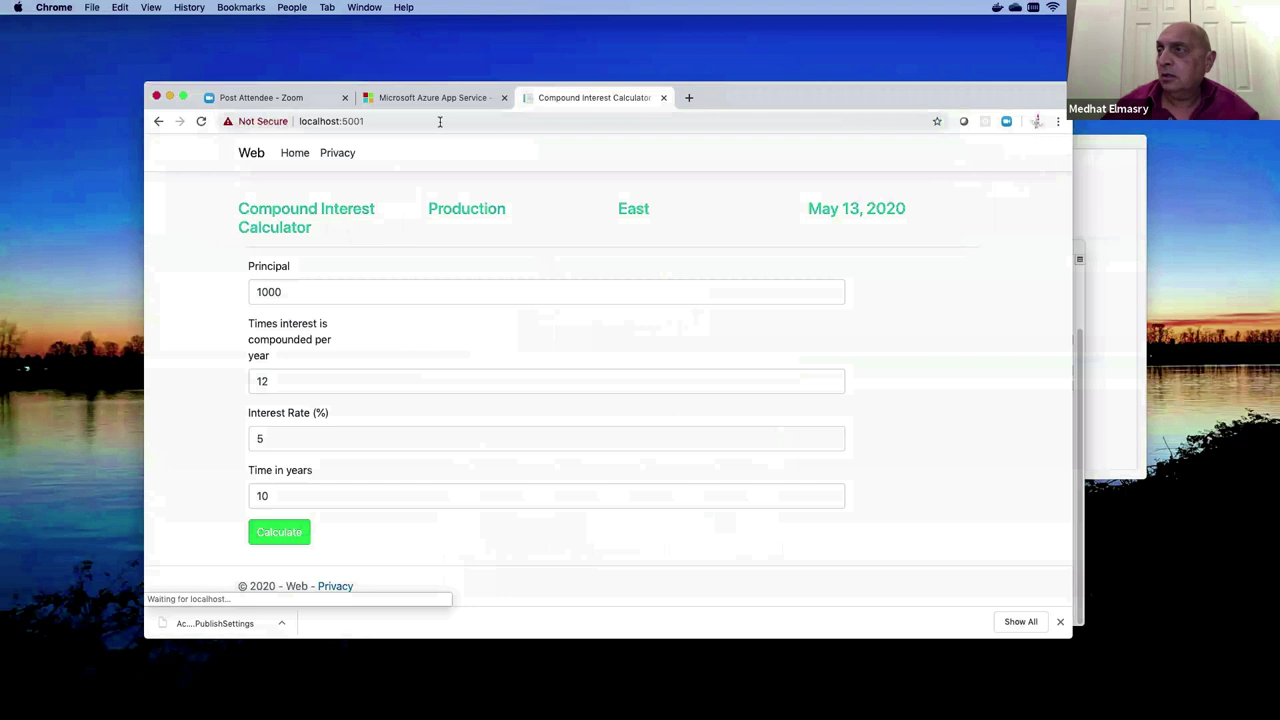 Chrome File Edit View History Bookmarks People Tab Window Help
Medhat Elmasry
Post Attendee - Zoom
Microsoft Azure App Service -
Compound Interest Calculator
Not Secure localhost:5001
Web Home Privacy
Compound Interest
Calculator
Production
East
May 13, 2020
Principal
1000
Times interest is
compounded per
year
12
Interest Rate (%)
5
Time in years
10
Calculate
© 2020 - Web - Privacy
Waiting for localhost...
Ac....PublishSettings
Show All